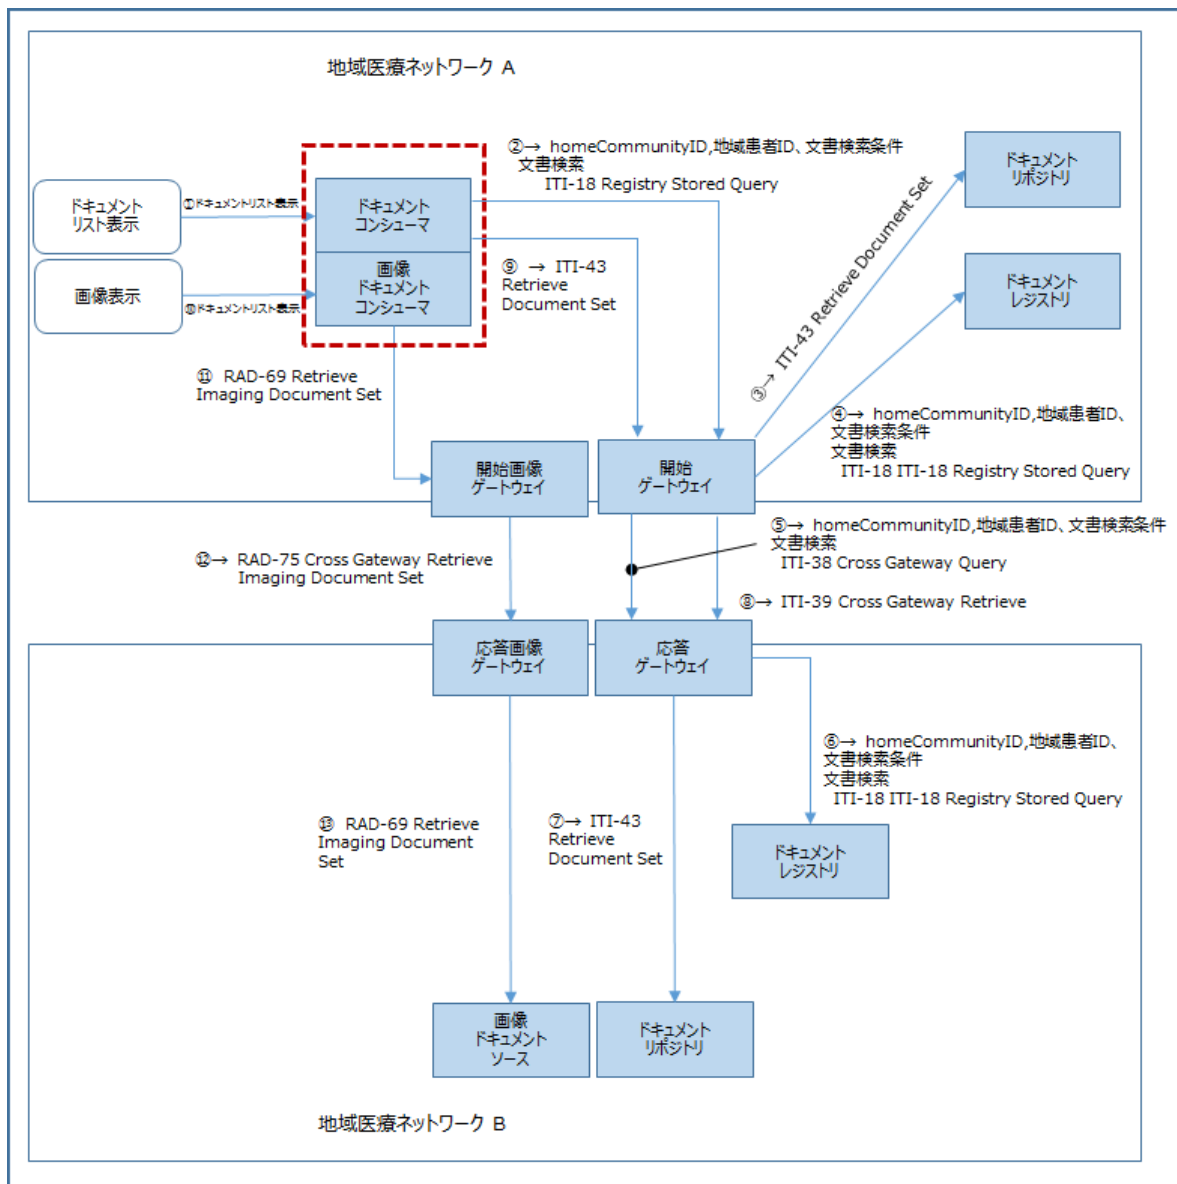 地域医療ネットワーク A
②→ homeCommunityID,地域患者ID、文書検索条件
文書検索
ITI-18 Registry Stored Query
ドキュメント
リポジトリ
ドキュメント
リスト表示
①ドキュメントリスト表示
ドキュメント
コンシューマ
画像表示
⑩ドキュメントリスト表示
画像
ドキュメント
コンシューマ
⑨ → ITI-43
Retrieve
Document Set
③→ ITI-43 Retrieve Document Set
ドキュメント
レジストリ
⑪ RAD-69 Retrieve
Imaging Document Set
④→ homeCommunityID,地域患者ID、
文書検索条件
文書検索
ITI-18 ITI-18 Registry Stored Query
開始画像
ゲートウェイ
開始
ゲートウェイ
⑤→ homeCommunityID,地域患者ID、文書検索条件
文書検索
ITI-38 Cross Gateway Query
⑫→ RAD-75 Cross Gateway Retrieve
Imaging Document Set
⑧→ ITI-39 Cross Gateway Retrieve
応答画像
ゲートウェイ
応答
ゲートウェイ
⑥→ homeCommunityID,地域患者ID、
文書検索条件
文書検索
ITI-18 ITI-18 Registry Stored Query
⑬ RAD-69 Retrieve
Imaging Document
Set
⑦→ ITI-43
Retrieve
Document Set
ドキュメント
レジストリ
画像
ドキュメント
ソース
ドキュメント
リポジトリ
地域医療ネットワーク B